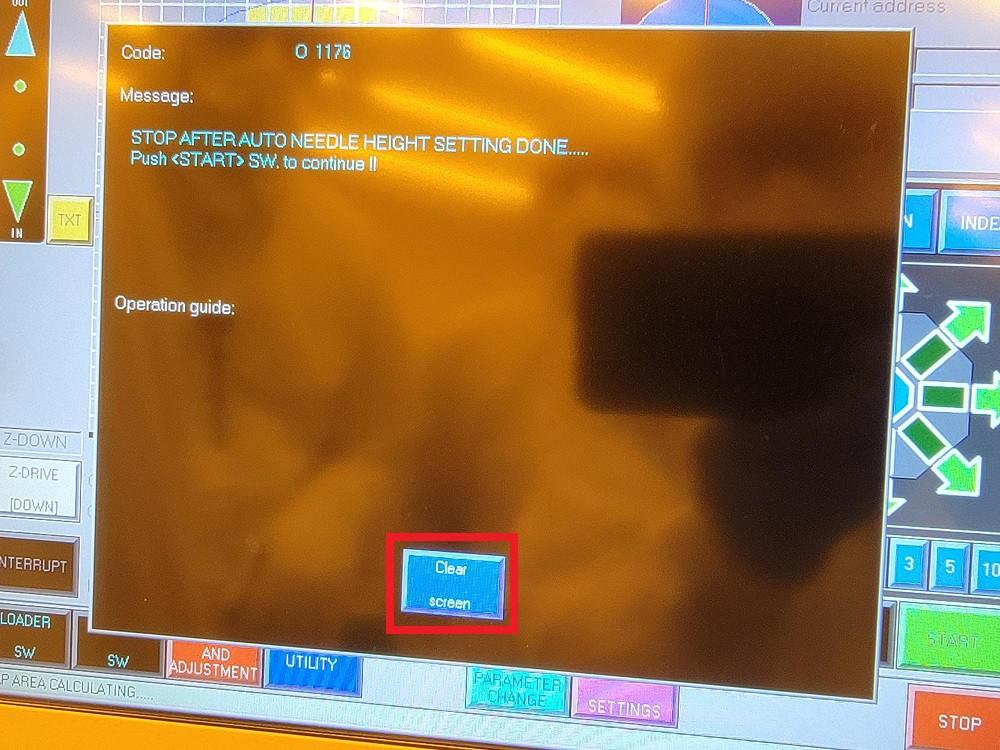 OUT
Current address
Code: O 1176
Message:
STOP AFTER AUTO NEEDLE HEIGHT SETTING DONE.....
Push <START> SW. to continue !!
TXT
IN
Operation guide:
Z-DOWN
Z-DRIVE
[DOWN]
3 5 10
Clear
screen
LOADER
SW
SW
AND
ADJUSTMENT
UTILITY
PARAMETER
CHANGE
SETTINGS
START
STOP
AREA CALCULATING.....